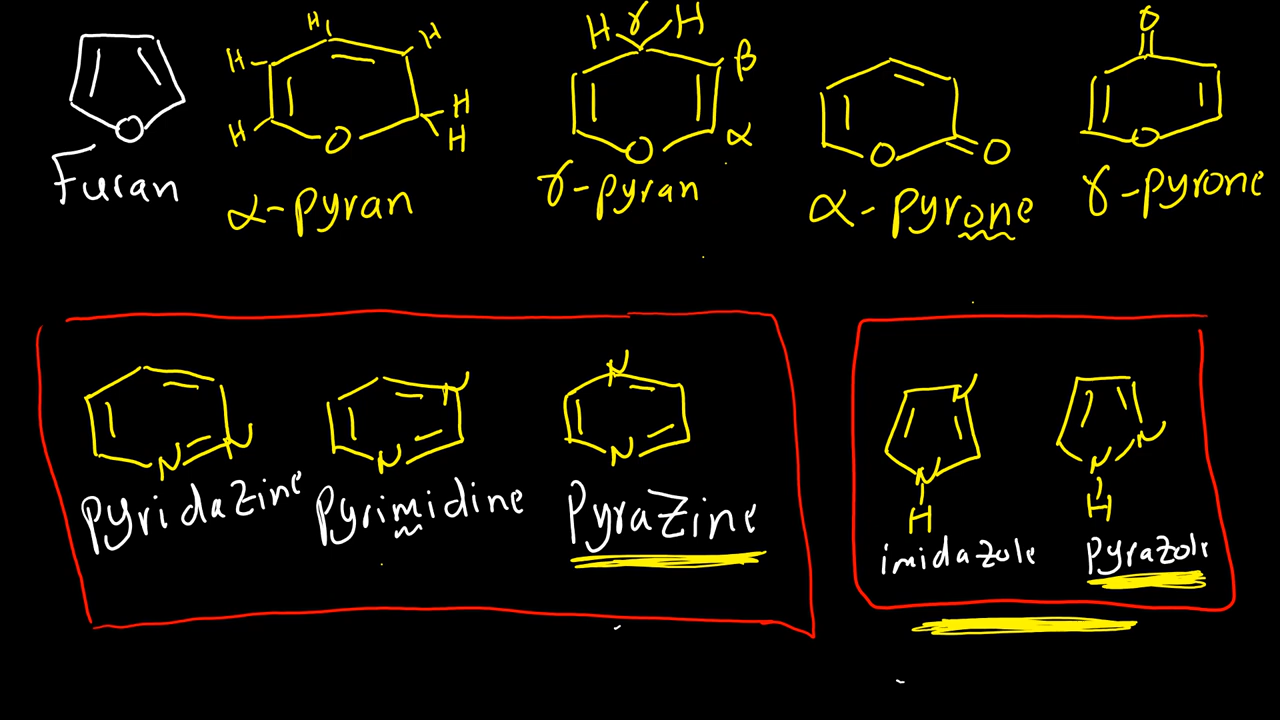 H γ H O
H H β
H
H H H α
O O O O O O
Furan α-pyran γ-pyran α-pyrone γ-pyrone
N
N N
N N N N N N N
H H
pyridazine pyrimidine pyrazine imidazole pyrazole